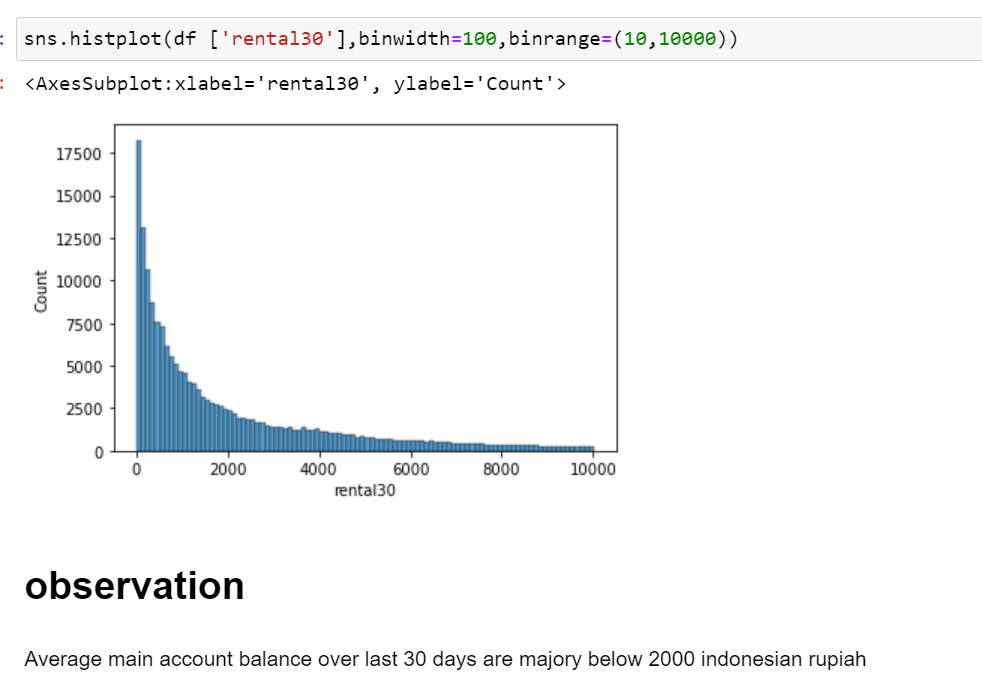 : sns.histplot(df ['rental30'],binwidth=100,binrange=(10,10000))
: <AxesSubplot:xlabel='rental30', ylabel='Count'>
17500
15000
12500
10000
7500
5000
2500
0
Count
0 2000 4000 6000 8000 10000
rental30
observation
Average main account balance over last 30 days are majory below 2000 indonesian rupiah